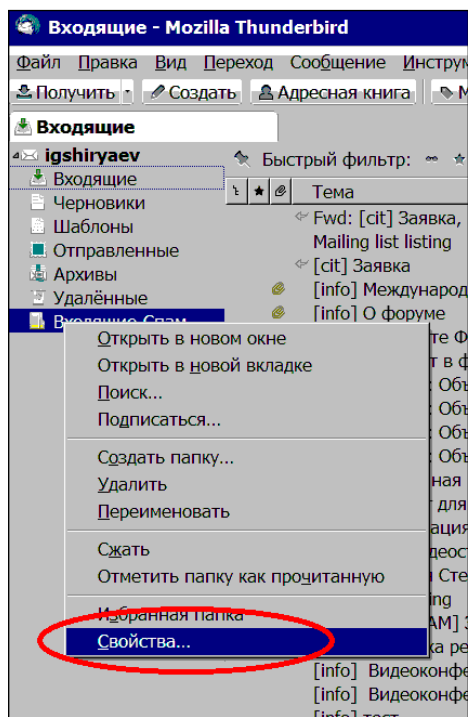 Входящие - Mozilla Thunderbird
Файл Правка Вид Переход Сообщение
Получить Создать Адресная книга
Входящие
igshiryaev
Быстрый фильтр:
Входящие
Тема
Черновики
Fwd: [cit] Заявка,
Шаблоны
Mailing list listing
Отправленные
[cit] Заявка
Архивы
Удалённые
[info] О форуме
Входящие-Спам
Открыть в новом окне
Открыть в новой вкладке
Поиск...
Подписаться...
Создать папку...
Удалить
Переименовать
Сжать
Отметить папку как прочитанную
Избранная папка
Свойства...
[info] Видеоконфе
[info] Видеоконфе
[info] тест